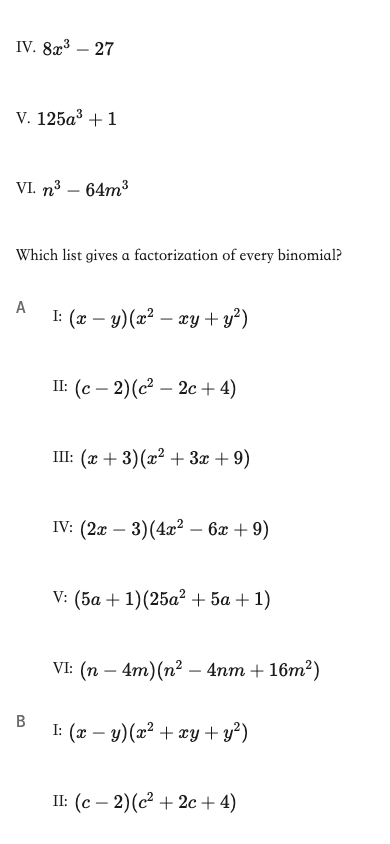 IV. 8x³ − 27
V. 125a³ + 1
VI. n³ − 64m³
Which list gives a factorization of every binomial?
A
I: (x − y)(x² − xy + y²)
II: (c − 2)(c² − 2c + 4)
III: (x + 3)(x² + 3x + 9)
IV: (2x − 3)(4x² − 6x + 9)
V: (5a + 1)(25a² + 5a + 1)
VI: (n − 4m)(n² − 4nm + 16m²)
B
I: (x − y)(x² + xy + y²)
II: (c − 2)(c² + 2c + 4)